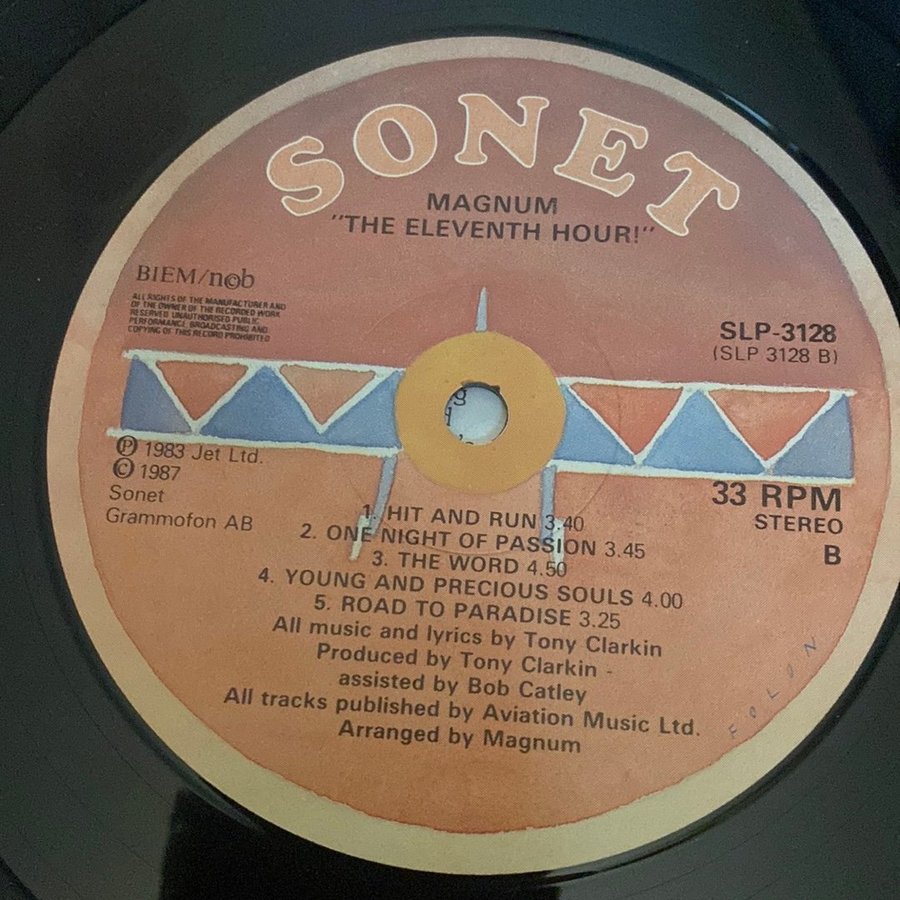 SONET
MAGNUM
"THE ELEVENTH HOUR!"
BIEM/n©b
ALL RIGHTS OF THE MANUFACTURER AND
OF THE OWNER OF THE RECORDED WORK
RESERVED UNAUTHORISED PUBLIC
PERFORMANCE BROADCASTING AND
COPYING OF THIS RECORD PROHIBITED
SLP-3128
(SLP 3128 B)
℗ 1983 Jet Ltd.
© 1987
Sonet
Grammofon AB
33 RPM
STEREO
B
1. HIT AND RUN 3.40
2. ONE NIGHT OF PASSION 3.45
3. THE WORD 4.50
4. YOUNG AND PRECIOUS SOULS 4.00
5. ROAD TO PARADISE 3.25
All music and lyrics by Tony Clarkin
Produced by Tony Clarkin -
assisted by Bob Catley
All tracks published by Aviation Music Ltd.
Arranged by Magnum
FOLON